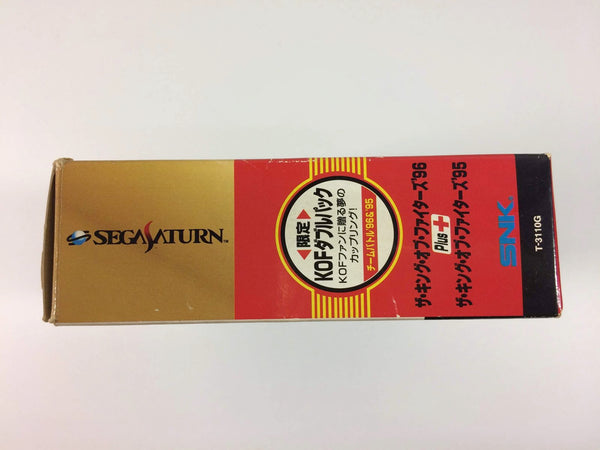 SEGASATURN™
◀限定▶
KOFダブルパック
KOFファンに贈る夢の
カップリング!
チームバトル'96&'95
ザ・キング・オブ・ファイターズ'96
Plus+
ザ・キング・オブ・ファイターズ'95
SNK®
T-3110G